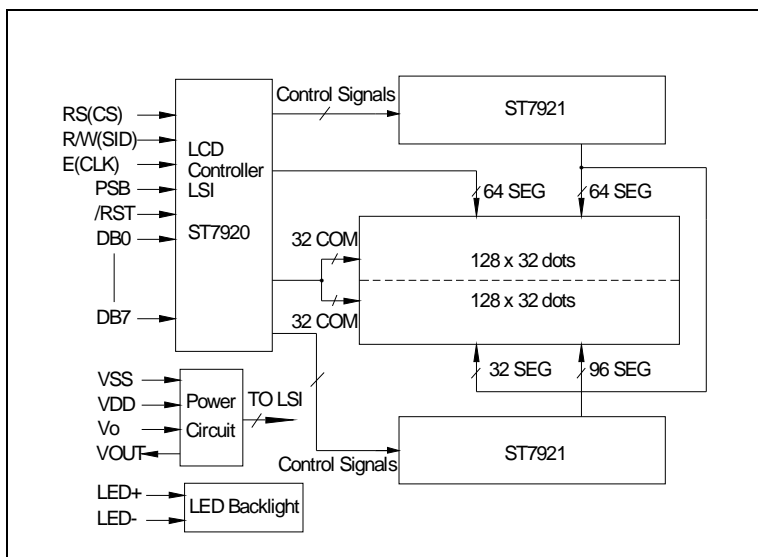 RS(CS)
R/W(SID)
E(CLK)
PSB
/RST
DB0
DB7
LCD
Controller
LSI
ST7920
Control Signals
ST7921
64 SEG
64 SEG
32 COM
128 x 32 dots
128 x 32 dots
32 COM
32 SEG
96 SEG
VSS
VDD
Vo
VOUT
Power
Circuit
TO LSI
Control Signals
ST7921
LED+
LED-
LED Backlight